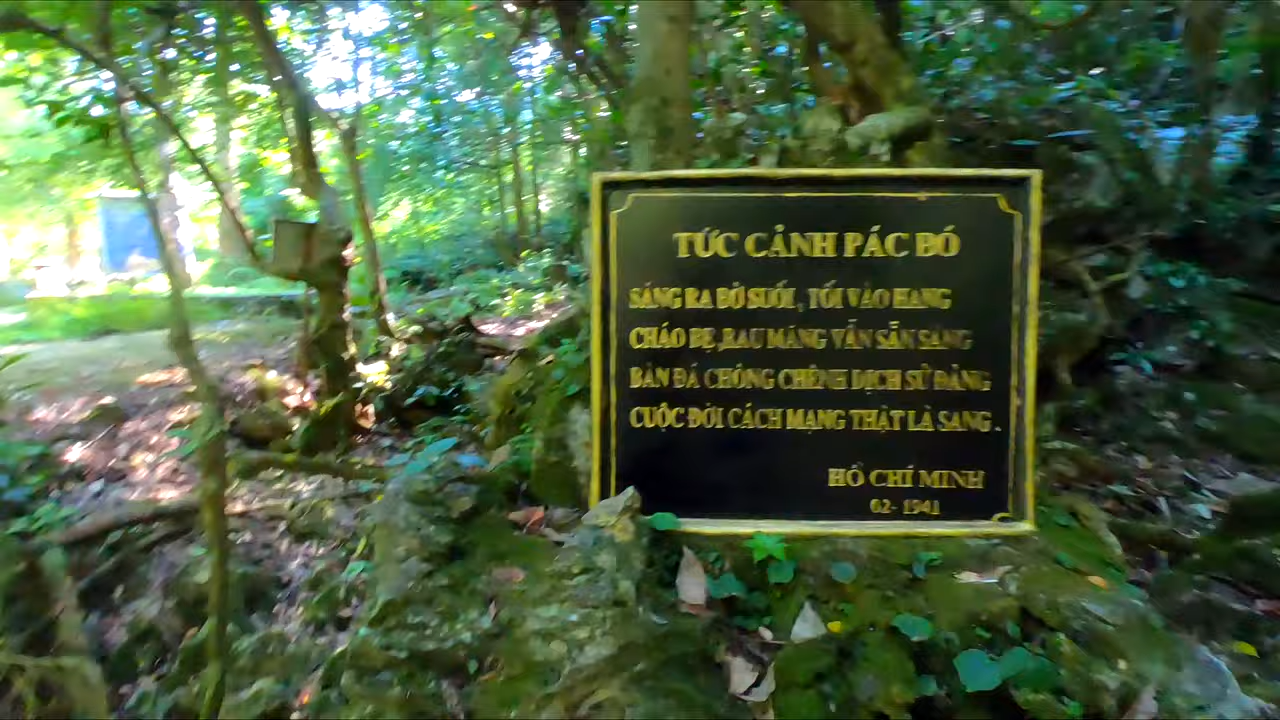 TỨC CẢNH PÁC BÓ
SÁNG RA BỜ SUỐI , TỐI VÀO HANG
CHÁO BẸ ,RAU MĂNG VẪN SẴN SÀNG
BÀN ĐÁ CHÔNG CHÊNH DỊCH SỬ ĐẢNG
CUỘC ĐỜI CÁCH MẠNG THẬT LÀ SANG .
HỒ CHÍ MINH
02- 1941